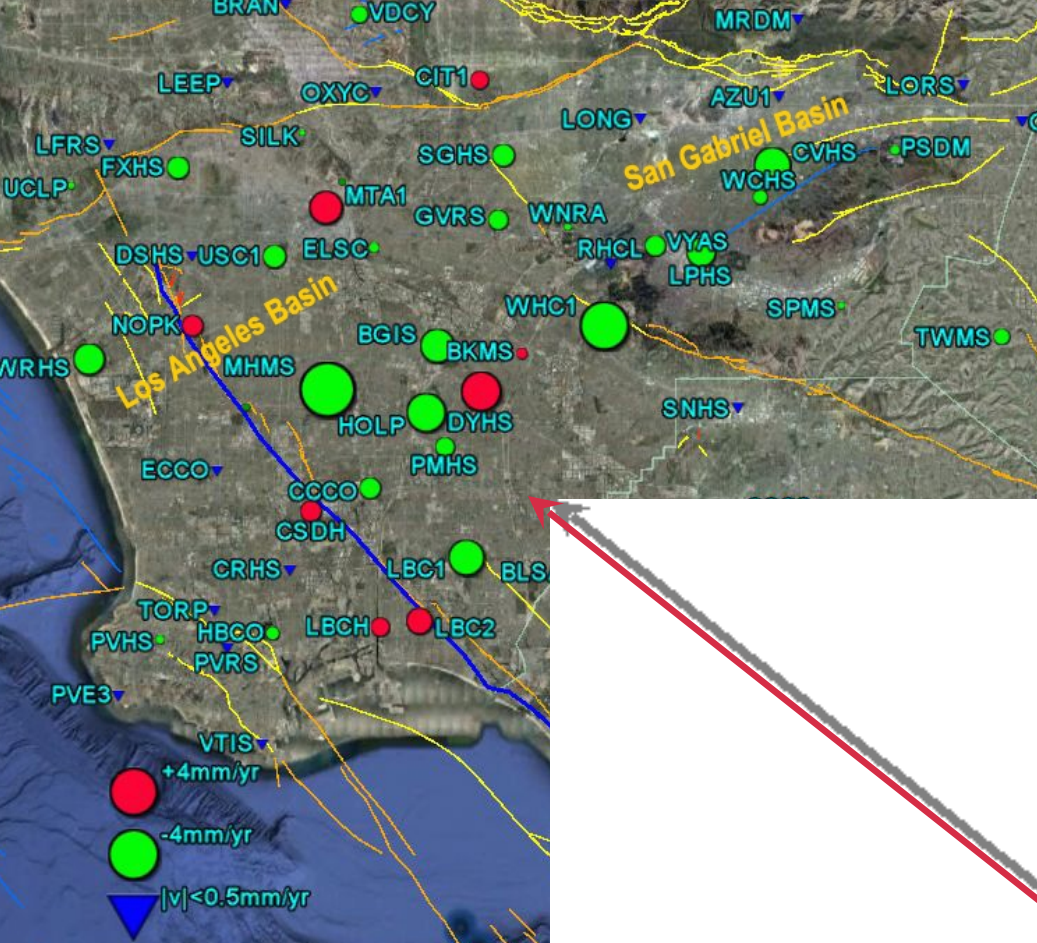 BRAN
VDCY
MRDM
LEEP
OXYC
CIT1
AZU1
LORS
LONG
LFRS
SILK
SGHS
San Gabriel Basin
CVHS
PSDM
FXHS
UCLP
WCHS
MTA1
GVRS
WNRA
DSHS
USC1
ELSC
RHCL
VYAS
LPHS
Los Angeles Basin
WHC1
SPMS
NOPK
BGIS
BKMS
TWMS
WRHS
MHMS
SNHS
HOLP
DYHS
PMHS
ECCO
CCCO
CSDH
CRHS
LBC1
BLSA
TORP
HBCO
LBCH
LBC2
PVHS
PVRS
PVE3
VTIS
+4mm/yr
-4mm/yr
|v|<0.5mm/yr